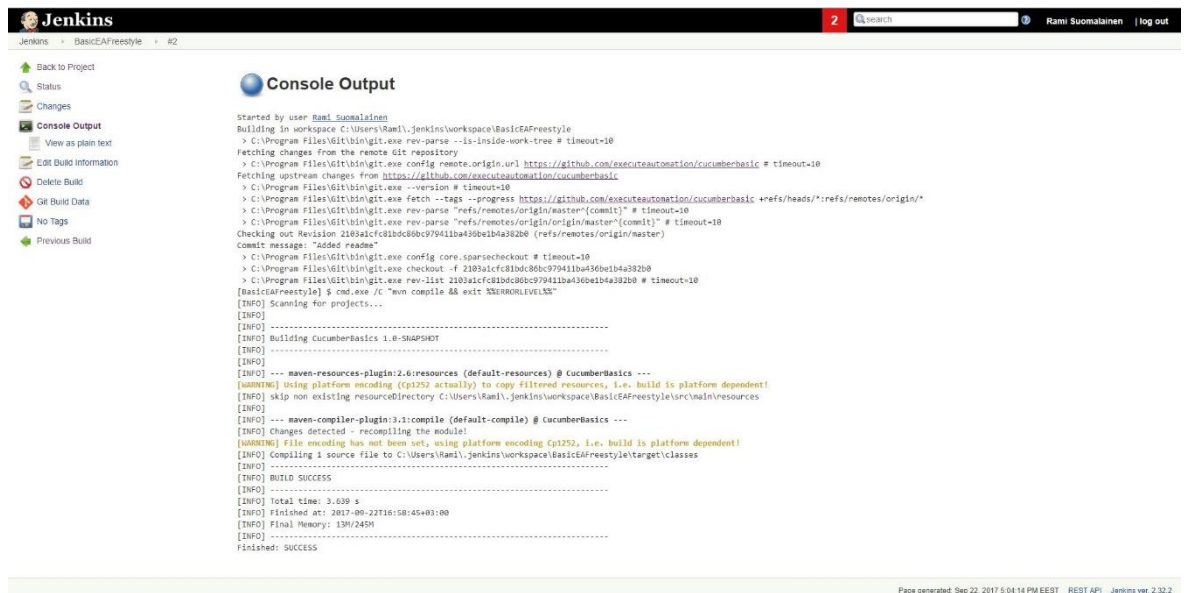 Jenkins
2
search
Rami Suomalainen
| log out
Jenkins
BasicEAFreestyle
#2
Back to Project
Status
Changes
Console Output
View as plain text
Edit Build Information
Delete Build
Git Build Data
No Tags
Previous Build
Console Output
Started by user Rami Suomalainen
Building in workspace C:\Users\Rami\.jenkins\workspace\BasicEAFreestyle
> C:\Program Files\Git\bin\git.exe rev-parse --is-inside-work-tree # timeout=10
Fetching changes from the remote Git repository
> C:\Program Files\Git\bin\git.exe config remote.origin.url https://github.com/executeautomation/cucumberbasic # timeout=10
Fetching upstream changes from https://github.com/executeautomation/cucumberbasic
> C:\Program Files\Git\bin\git.exe --version # timeout=10
> C:\Program Files\Git\bin\git.exe fetch --tags --progress https://github.com/executeautomation/cucumberbasic +refs/heads/*:refs/remotes/origin/*
> C:\Program Files\Git\bin\git.exe rev-parse "refs/remotes/origin/master^{commit}" # timeout=10
> C:\Program Files\Git\bin\git.exe rev-parse "refs/remotes/origin/origin/master^{commit}" # timeout=10
Checking out Revision 2103a1cfc81bdc86bc979411ba436be1b4a382b0 (refs/remotes/origin/master)
Commit message: "Added readme"
> C:\Program Files\Git\bin\git.exe config core.sparsecheckout # timeout=10
> C:\Program Files\Git\bin\git.exe checkout -f 2103a1cfc81bdc86bc979411ba436be1b4a382b0
> C:\Program Files\Git\bin\git.exe rev-list 2103a1cfc81bdc86bc979411ba436be1b4a382b0 # timeout=10
[BasicEAFreestyle] $ cmd.exe /C "mvn compile && exit %%ERRORLEVEL%%"
[INFO] Scanning for projects...
[INFO]
[INFO] ------------------------------------------------------------------------
[INFO] Building CucumberBasics 1.0-SNAPSHOT
[INFO] ------------------------------------------------------------------------
[INFO]
[INFO] --- maven-resources-plugin:2.6:resources (default-resources) @ CucumberBasics ---
[WARNING] Using platform encoding (Cp1252 actually) to copy filtered resources, i.e. build is platform dependent!
[INFO] skip non existing resourceDirectory C:\Users\Rami\.jenkins\workspace\BasicEAFreestyle\src\main\resources
[INFO]
[INFO] --- maven-compiler-plugin:3.1:compile (default-compile) @ CucumberBasics ---
[INFO] Changes detected - recompiling the module!
[WARNING] File encoding has not been set, using platform encoding Cp1252, i.e. build is platform dependent!
[INFO] Compiling 1 source file to C:\Users\Rami\.jenkins\workspace\BasicEAFreestyle\target\classes
[INFO] ------------------------------------------------------------------------
[INFO] BUILD SUCCESS
[INFO] ------------------------------------------------------------------------
[INFO] Total time: 3.639 s
[INFO] Finished at: 2017-09-22T16:58:45+03:00
[INFO] Final Memory: 13M/245M
[INFO] ------------------------------------------------------------------------
Finished: SUCCESS
Page generated: Sep 22, 2017 5:04:14 PM EEST
REST API
Jenkins ver. 2.32.2